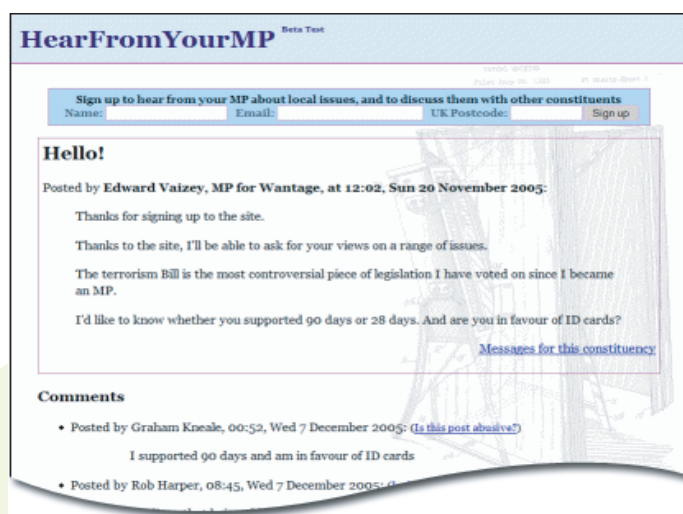 HearFromYourMP Beta Test
Sign up to hear from your MP about local issues, and to discuss them with other constituents
Name: Email: UK Postcode: Sign up
Hello!
Posted by Edward Vaizey, MP for Wantage, at 12:02, Sun 20 November 2005:
Thanks for signing up to the site.
Thanks to the site, I'll be able to ask for your views on a range of issues.
The terrorism Bill is the most controversial piece of legislation I have voted on since I became
an MP.
I'd like to know whether you supported 90 days or 28 days. And are you in favour of ID cards?
Messages for this constituency
Comments
• Posted by Graham Kneale, 00:52, Wed 7 December 2005: (Is this post abusive?)
I supported 90 days and am in favour of ID cards
• Posted by Rob Harper, 08:45, Wed 7 December 2005: